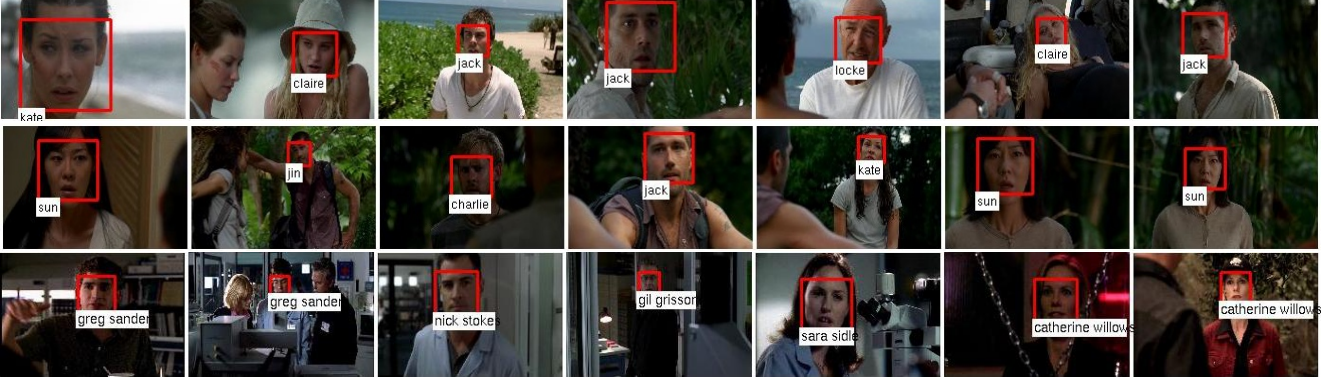 kate
claire
jack
jack
locke
claire
jack
sun
jin
charlie
jack
kate
sun
sun
greg sander
greg sander
nick stokes
gil grissom
sara sidle
catherine willows
catherine willows